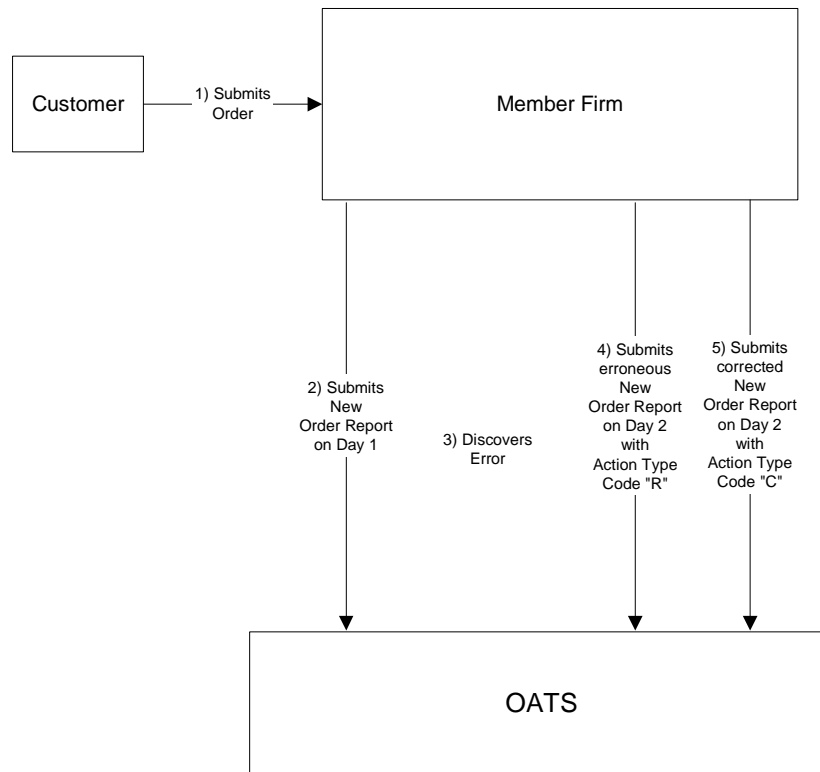 Customer
1) Submits
Order
Member Firm
2) Submits
New
Order Report
on Day 1
3) Discovers
Error
4) Submits
erroneous
New
Order Report
on Day 2
with
Action Type
Code "R"
5) Submits
corrected
New
Order Report
on Day 2
with
Action Type
Code "C"
OATS